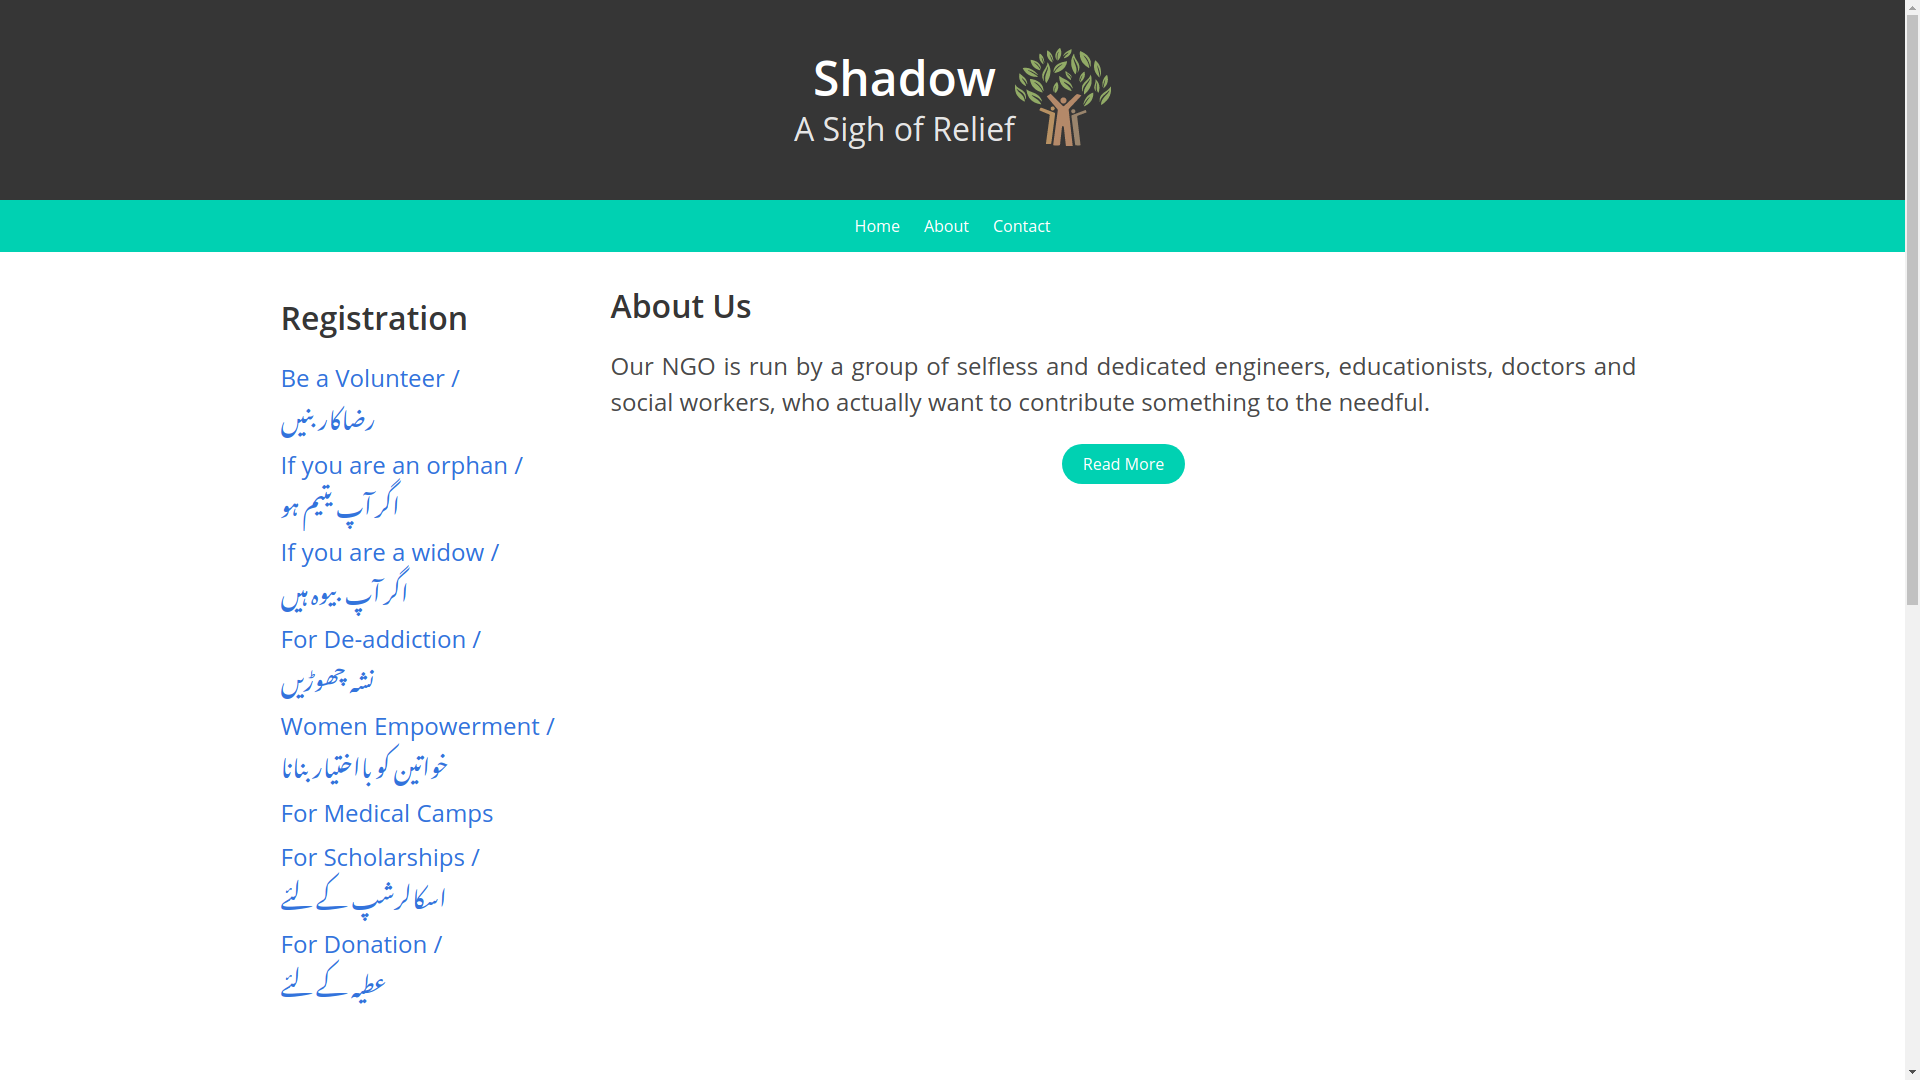 Shadow
A Sigh of Relief
Home About Contact
Registration
Be a Volunteer /
رضاکار بنیں
If you are an orphan /
اگر آپ یتیم ہو
If you are a widow /
اگر آپ بیوہ ہیں
For De-addiction /
نشہ چھوڑیں
Women Empowerment /
خواتین کو بااختیار بنانا
For Medical Camps
For Scholarships /
اسکالرشپ کے لئے
For Donation /
عطیہ کے لئے
About Us
Our NGO is run by a group of selfless and dedicated engineers, educationists, doctors and
social workers, who actually want to contribute something to the needful.
Read More